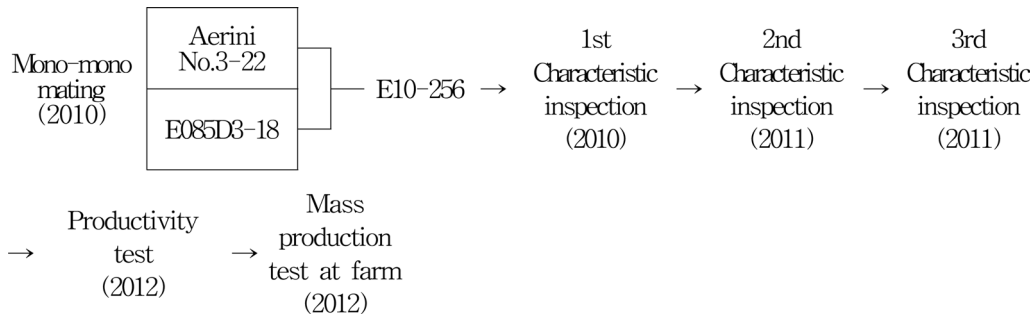 Mono-mono
mating
(2010)
Aerini
No.3-22
E085D3-18
E10-256
→
1st
Characteristic
inspection
(2010)
→
2nd
Characteristic
inspection
(2011)
→
3rd
Characteristic
inspection
(2011)
→
Productivity
test
(2012)
→
Mass
production
test at farm
(2012)